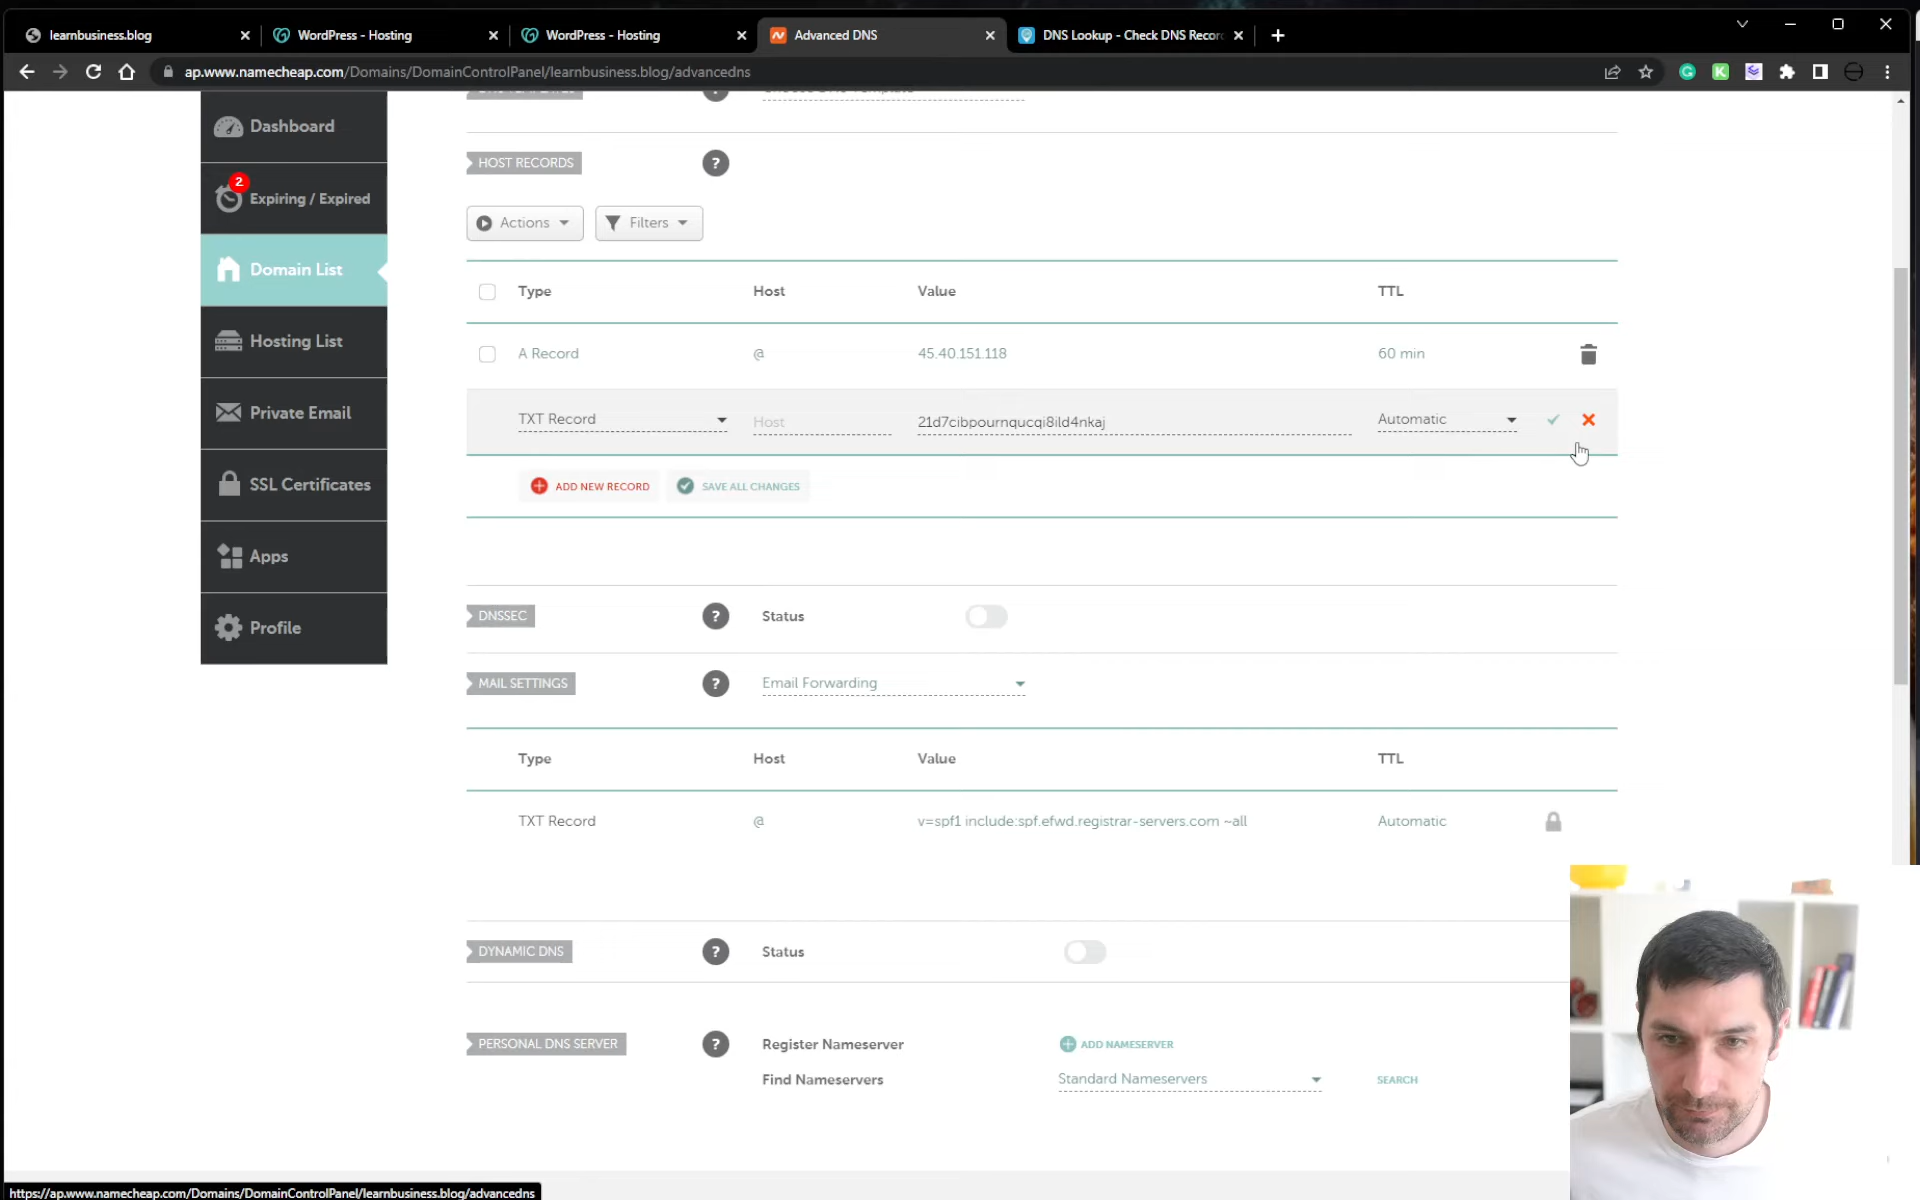 learnbusiness.blog
WordPress - Hosting
WordPress - Hosting
Advanced DNS
DNS Lookup - Check DNS Recor
ap.www.namecheap.com/Domains/DomainControlPanel/learnbusiness.blog/advancedns
Dashboard
2
Expiring / Expired
Domain List
Hosting List
Private Email
SSL Certificates
Apps
Profile
HOST RECORDS
?
Actions
Filters
Type Host Value TTL
A Record @ 45.40.151.118 60 min
TXT Record Host 21d7cibpournqucqi8ild4nkaj Automatic
ADD NEW RECORD SAVE ALL CHANGES
DNSSEC ? Status
MAIL SETTINGS ? Email Forwarding
Type Host Value TTL
TXT Record @ v=spf1 include:spf.efwd.registrar-servers.com ~all Automatic
DYNAMIC DNS ? Status
PERSONAL DNS SERVER ? Register Nameserver ADD NAMESERVER
Find Nameservers Standard Nameservers SEARCH
https://ap.www.namecheap.com/Domains/DomainControlPanel/learnbusiness.blog/advancedns